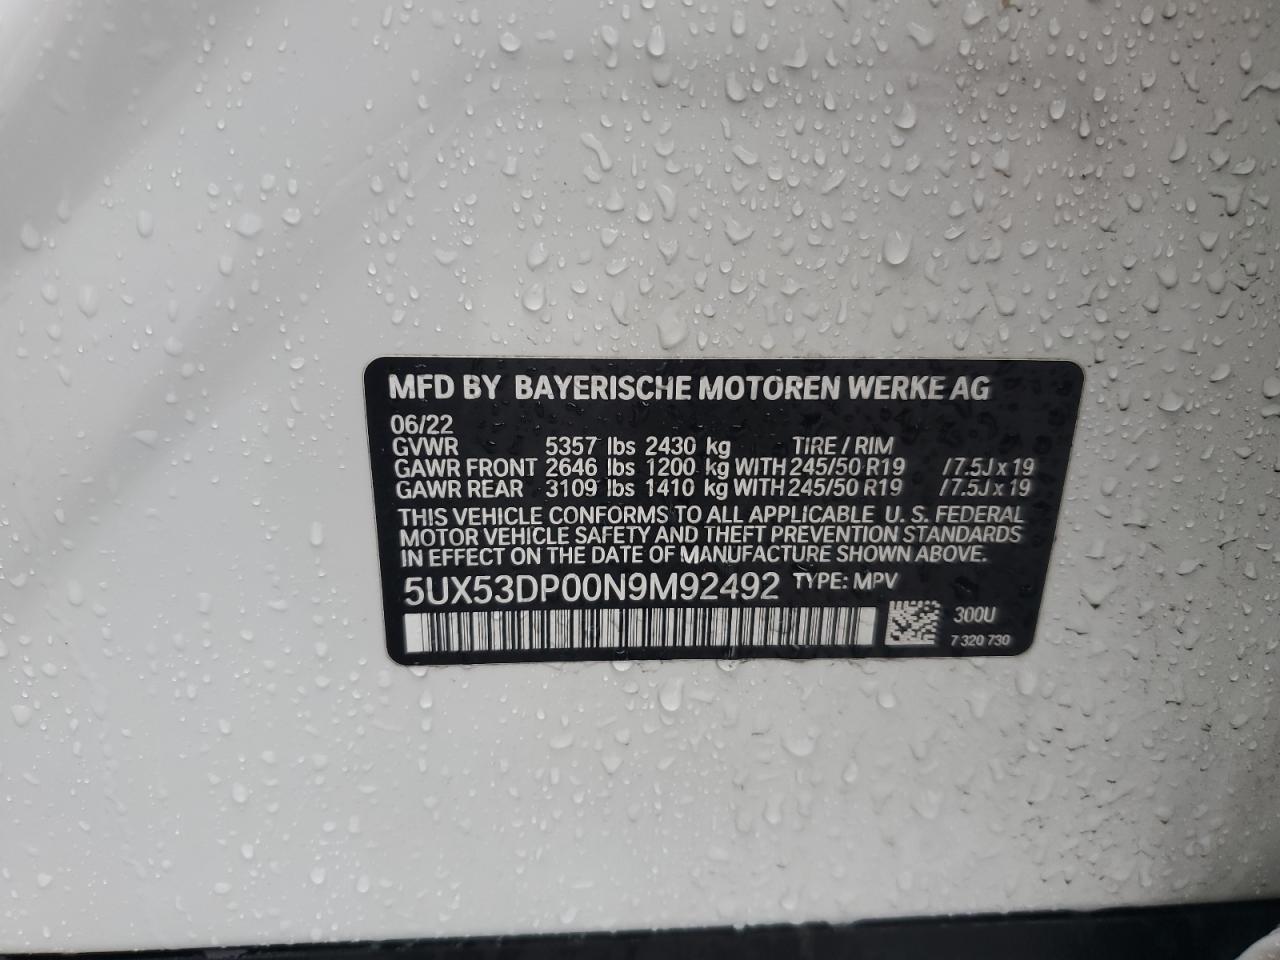 MFD BY BAYERISCHE MOTOREN WERKE AG
06/22
GVWR 5357 lbs 2430 kg TIRE / RIM
GAWR FRONT 2646 lbs 1200 kg WITH 245/50 R19 /7.5J x 19
GAWR REAR 3109 lbs 1410 kg WITH 245/50 R19 /7.5J x 19
THIS VEHICLE CONFORMS TO ALL APPLICABLE U. S. FEDERAL
MOTOR VEHICLE SAFETY AND THEFT PREVENTION STANDARDS
IN EFFECT ON THE DATE OF MANUFACTURE SHOWN ABOVE.
5UX53DP00N9M92492 TYPE: MPV
300U
7 320 730